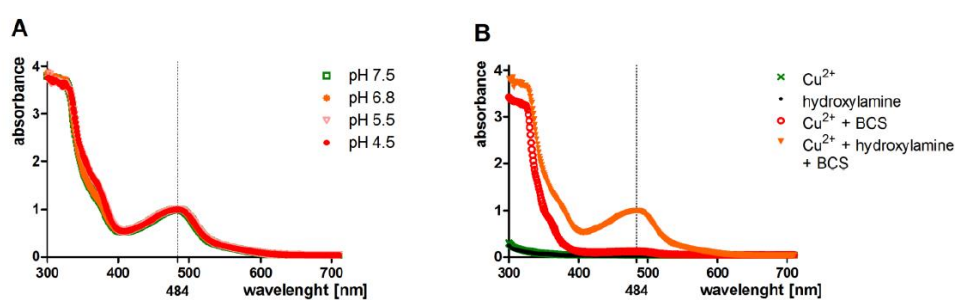 A
absorbance
4
3
2
1
0
300 400 500 600 700
484
wavelenght [nm]
pH 7.5
pH 6.8
pH 5.5
pH 4.5
B
absorbance
4
3
2
1
0
300 400 500 600 700
484
wavelenght [nm]
Cu²⁺
hydroxylamine
Cu²⁺ + BCS
Cu²⁺ + hydroxylamine
+ BCS